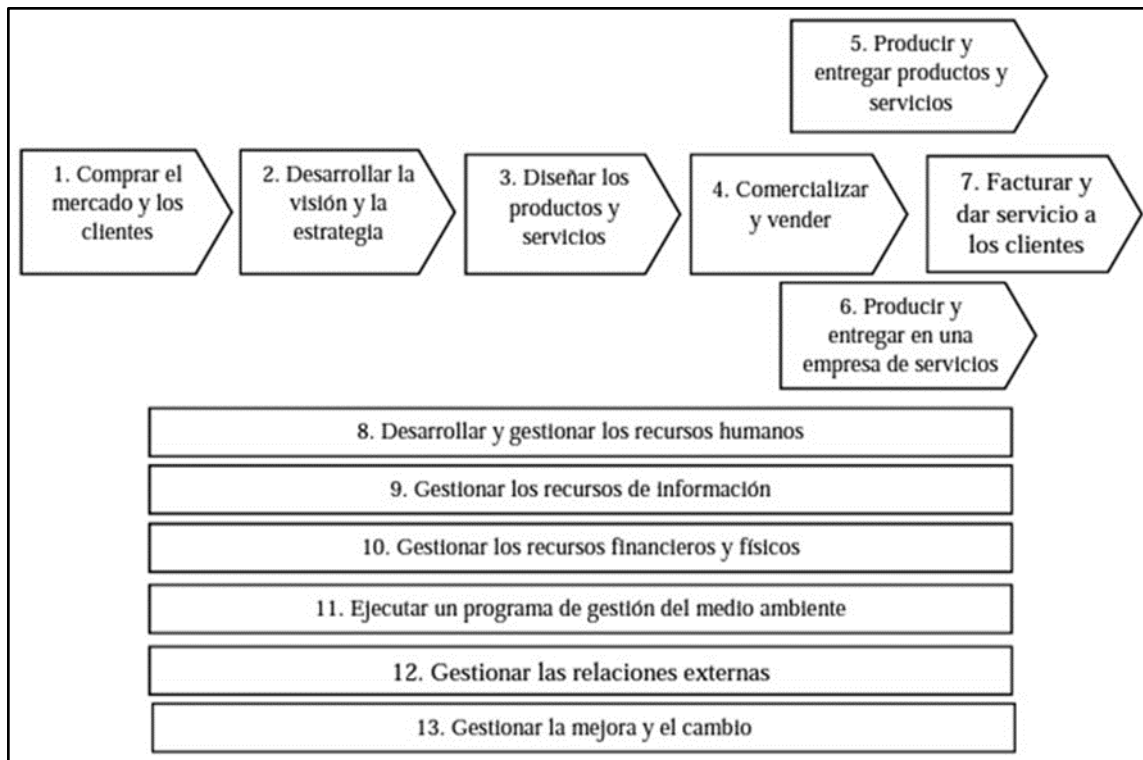 1. Comprar el
mercado y los
clientes
2. Desarrollar la
visión y la
estrategia
3. Diseñar los
productos y
servicios
4. Comercializar
y vender
5. Producir y
entregar productos y
servicios
6. Producir y
entregar en una
empresa de servicios
7. Facturar y
dar servicio a
los clientes
8. Desarrollar y gestionar los recursos humanos
9. Gestionar los recursos de información
10. Gestionar los recursos financieros y físicos
11. Ejecutar un programa de gestión del medio ambiente
12. Gestionar las relaciones externas
13. Gestionar la mejora y el cambio